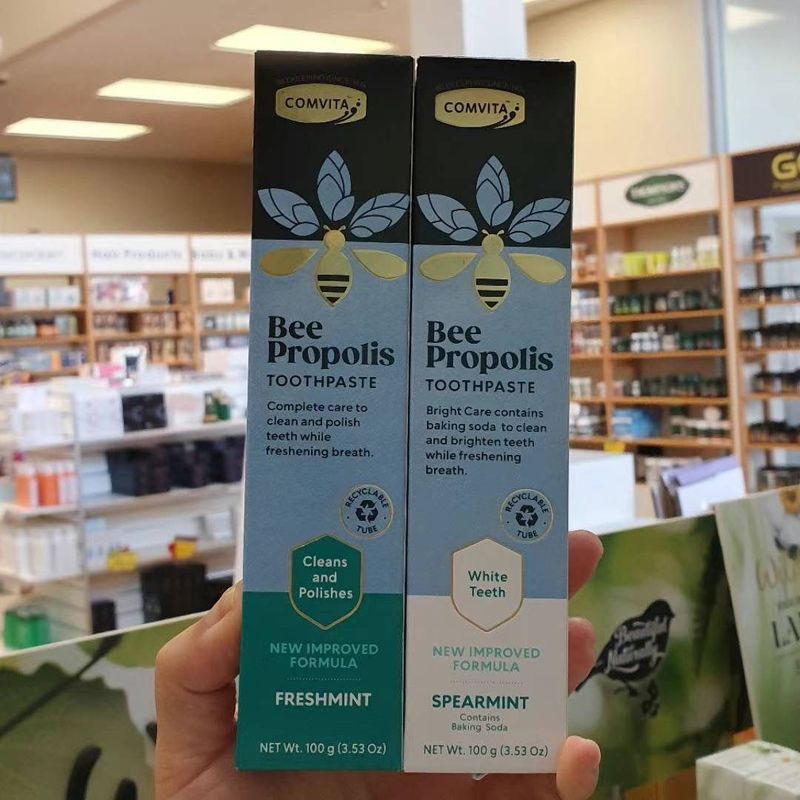 COMVITA
Bee
Propolis
TOOTHPASTE
Complete care to
clean and polish
teeth while
freshening breath.
RECYCLABLE
TUBE
Cleans
and
Polishes
NEW IMPROVED
FORMULA
FRESHMINT
NET Wt. 100 g (3.53 Oz)
COMVITA
Bee
Propolis
TOOTHPASTE
Bright Care contains
baking soda to clean
and brighten teeth
while freshening
breath.
RECYCLABLE
TUBE
White
Teeth
NEW IMPROVED
FORMULA
SPEARMINT
Contains
Baking Soda
NET Wt. 100 g (3.53 Oz)
Hair Products
Beautiful
Naturally